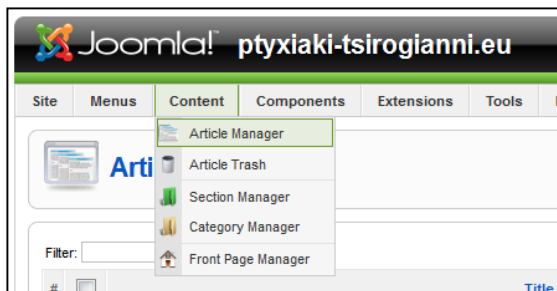 Joomla! ptyxiaki-tsirogianni.eu
Site Menus Content Components Extensions Tools
Article Manager
Arti
Article Trash
Section Manager
Category Manager
Filter:
Front Page Manager
# Title